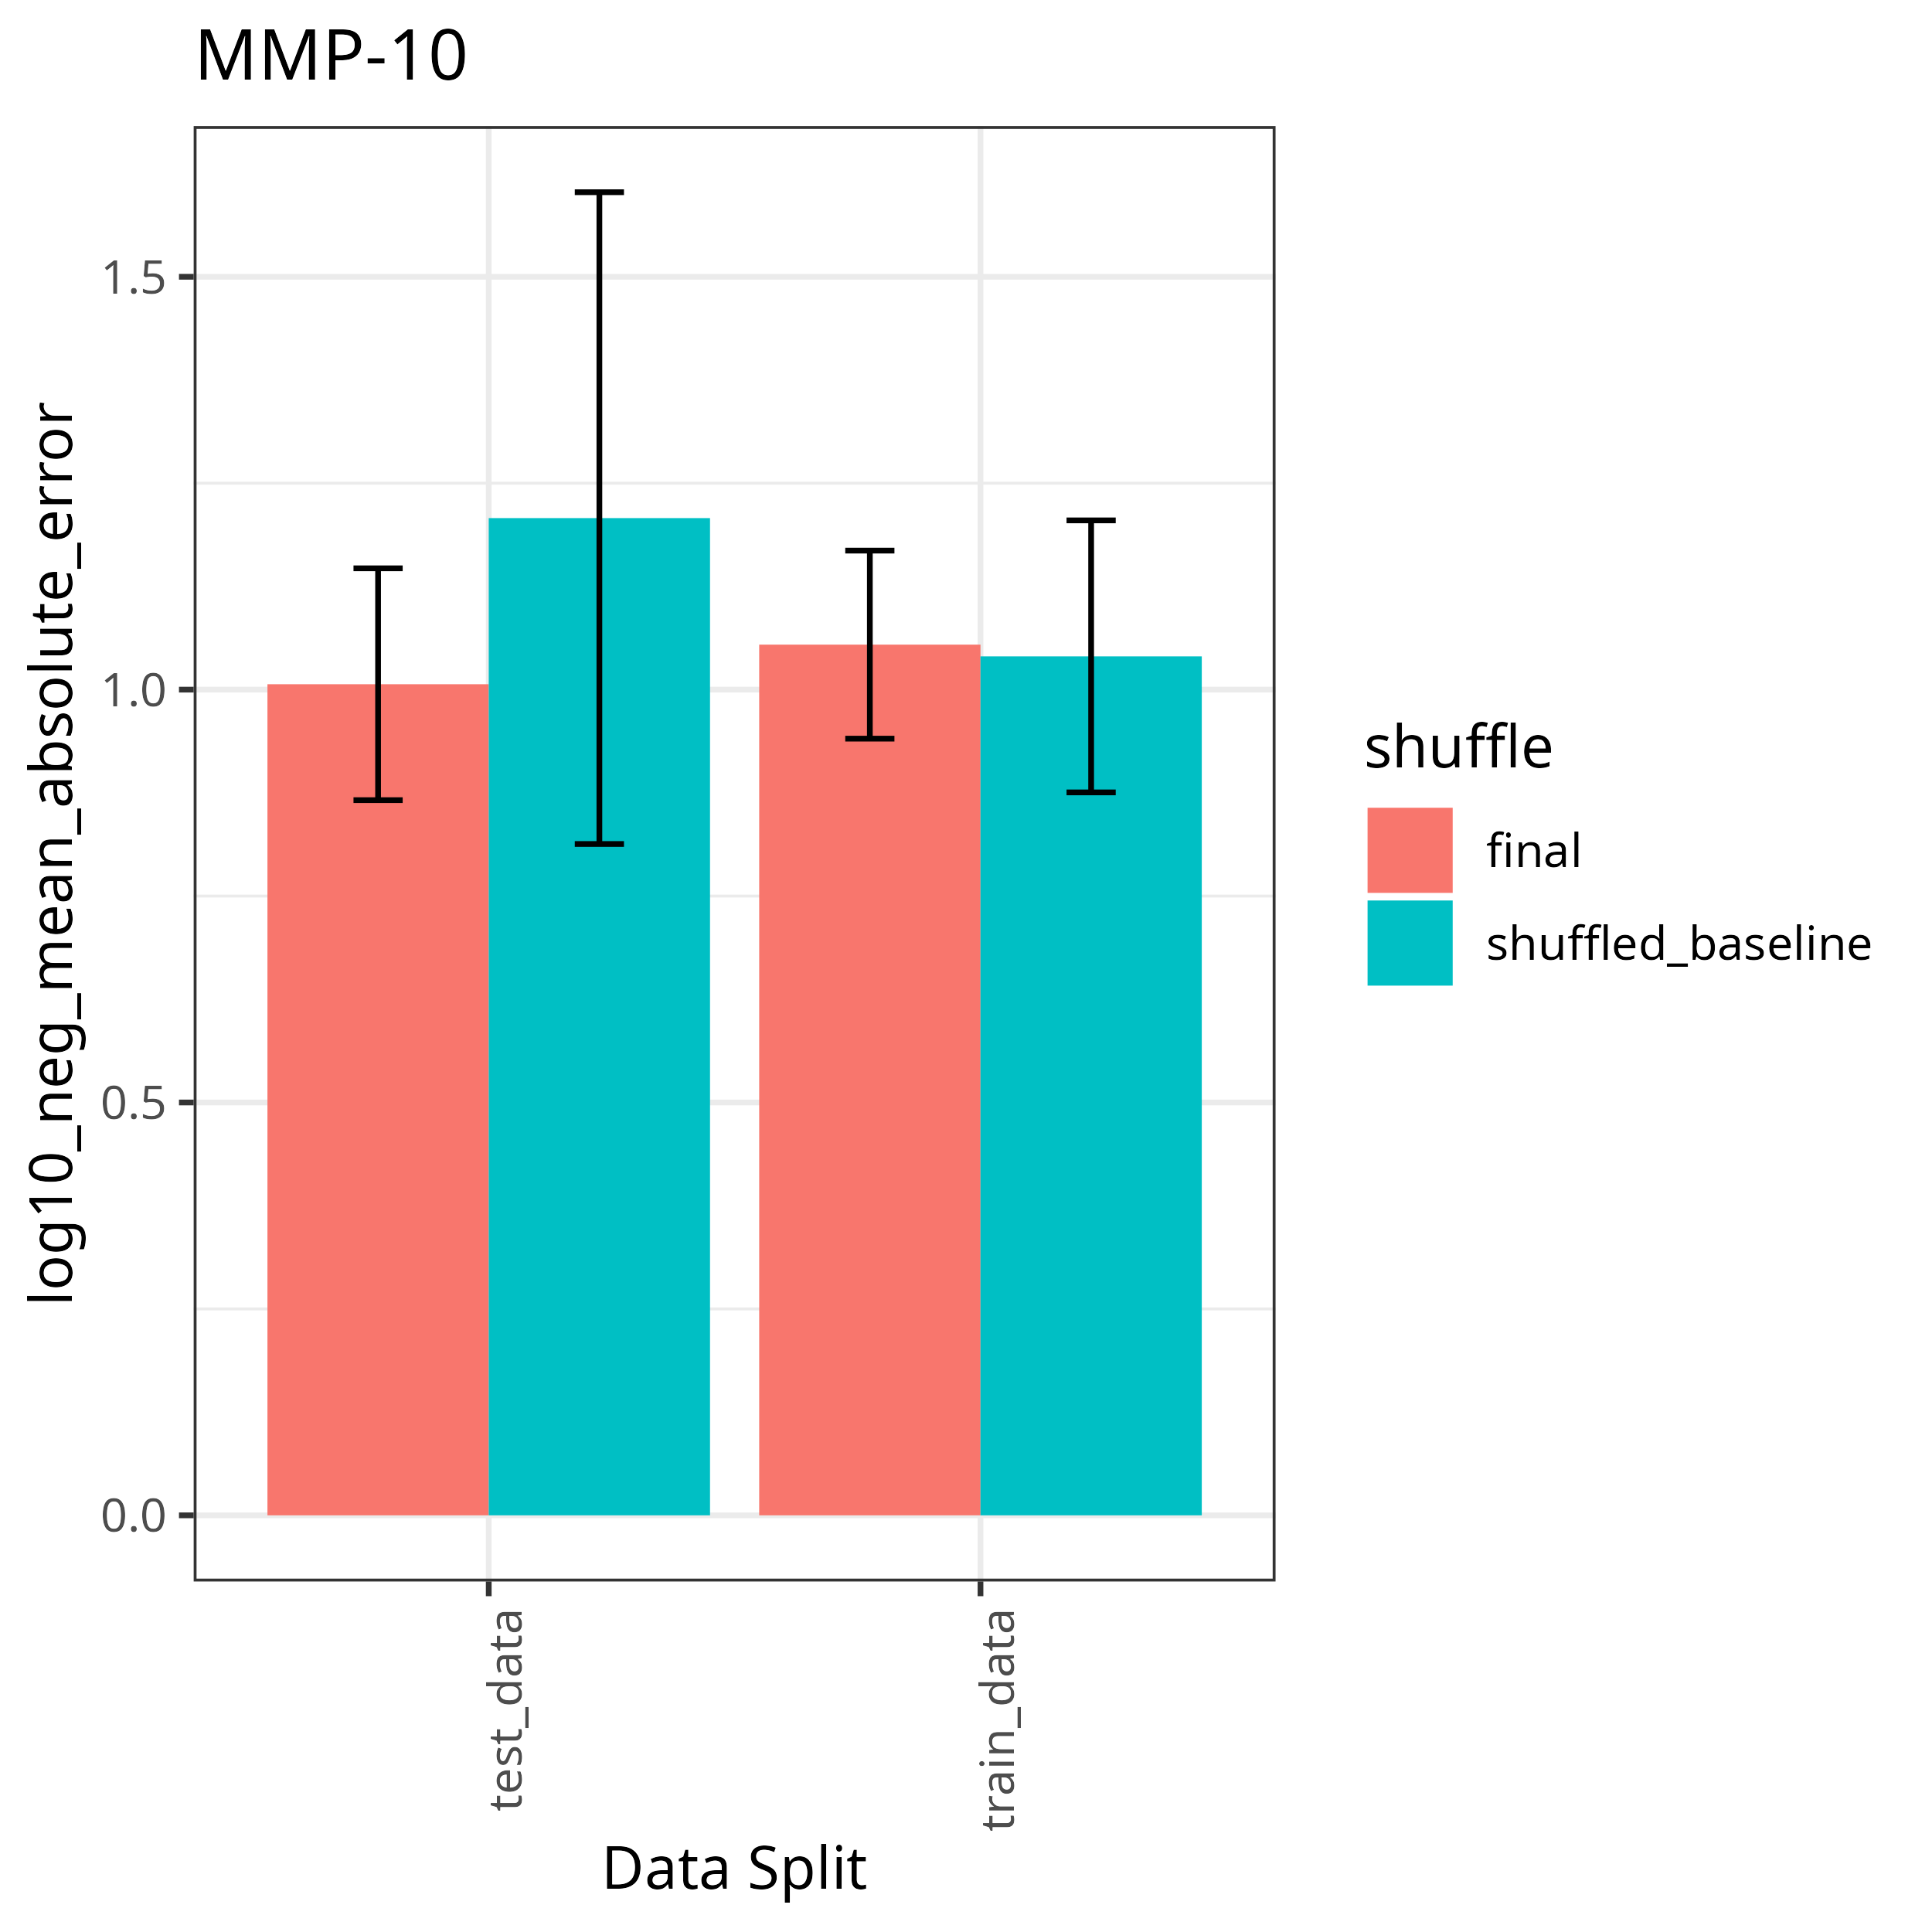 MMP-10
log10_neg_mean_absolute_error
1.5
1.0
0.5
0.0
test_data
train_data
Data Split
shuffle
final
shuffled_baseline